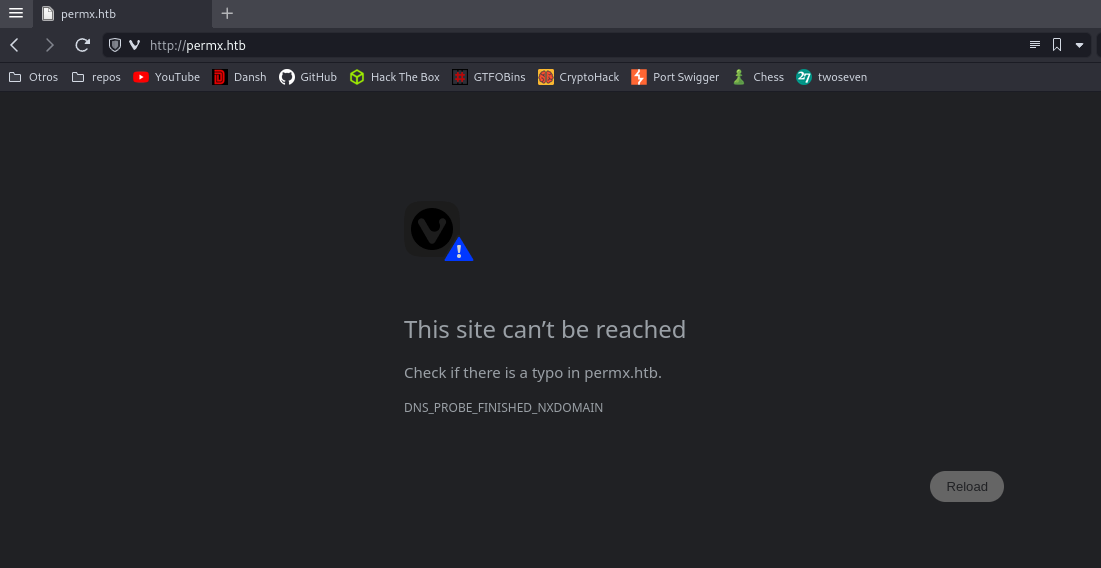 permx.htb
http://permx.htb
Otros repos YouTube Dansh GitHub Hack The Box GTFOBins CryptoHack Port Swigger Chess twoseven
This site can’t be reached
Check if there is a typo in permx.htb.
DNS_PROBE_FINISHED_NXDOMAIN
Reload